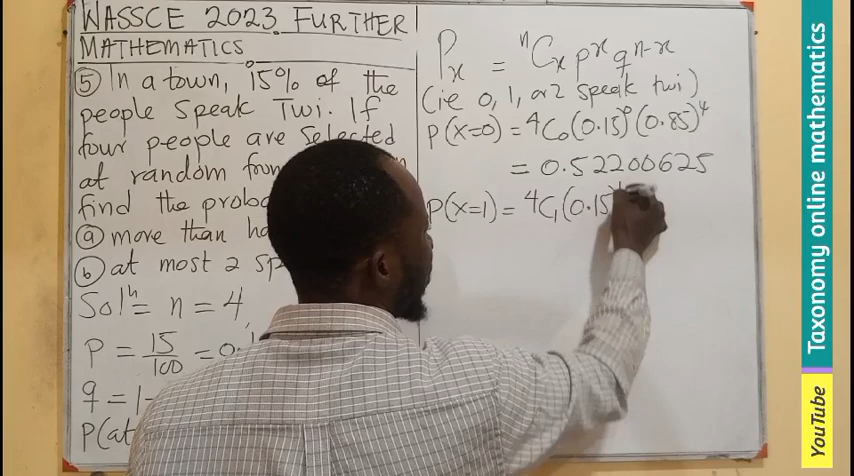 WASSCE 2023 FURTHER
MATHEMATICS
⑤ In a town, 15% of the
people speak Twi. If
four people are selected
at random
find the
ⓐ more than
ⓑ at most 2
Solⁿ = n = 4
P = 15/100 =
q = 1 -
P(at
Pₓ = ⁿCₓ pˣ qⁿ⁻ˣ
(ie 0, 1, or 2 speak twi)
P(x=0) = ⁴C₀ (0.15)⁰ (0.85)⁴
= 0.52200625
P(x=1) = ⁴C₁ (0.15)
Taxonomy online mathematics
YouTube